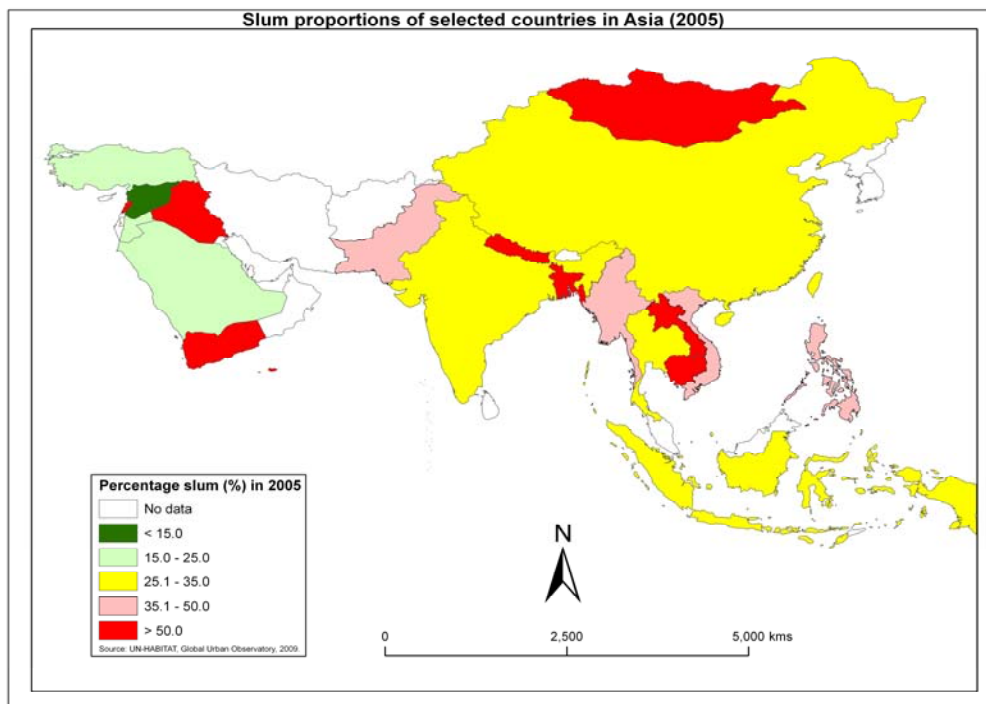 Slum proportions of selected countries in Asia (2005)
Percentage slum (%) in 2005
No data
< 15.0
15.0 - 25.0
25.1 - 35.0
35.1 - 50.0
> 50.0
Source: UN-HABITAT, Global Urban Observatory, 2009.
N
0 2,500 5,000 kms